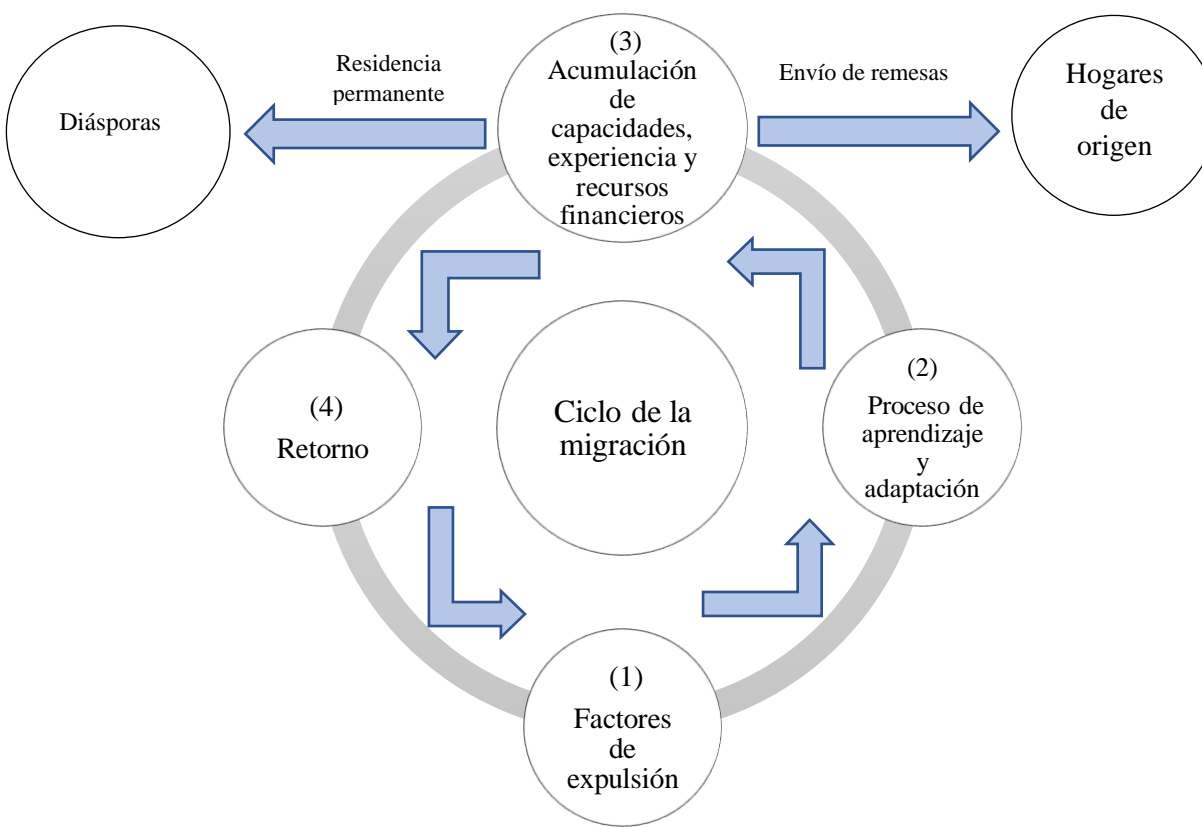 Diásporas
Residencia
permanente
(3)
Acumulación
de
capacidades,
experiencia y
recursos
financieros
Envío de remesas
Hogares
de
origen
(4)
Retorno
Ciclo de la
migración
(2)
Proceso de
aprendizaje
y
adaptación
(1)
Factores
de
expulsión